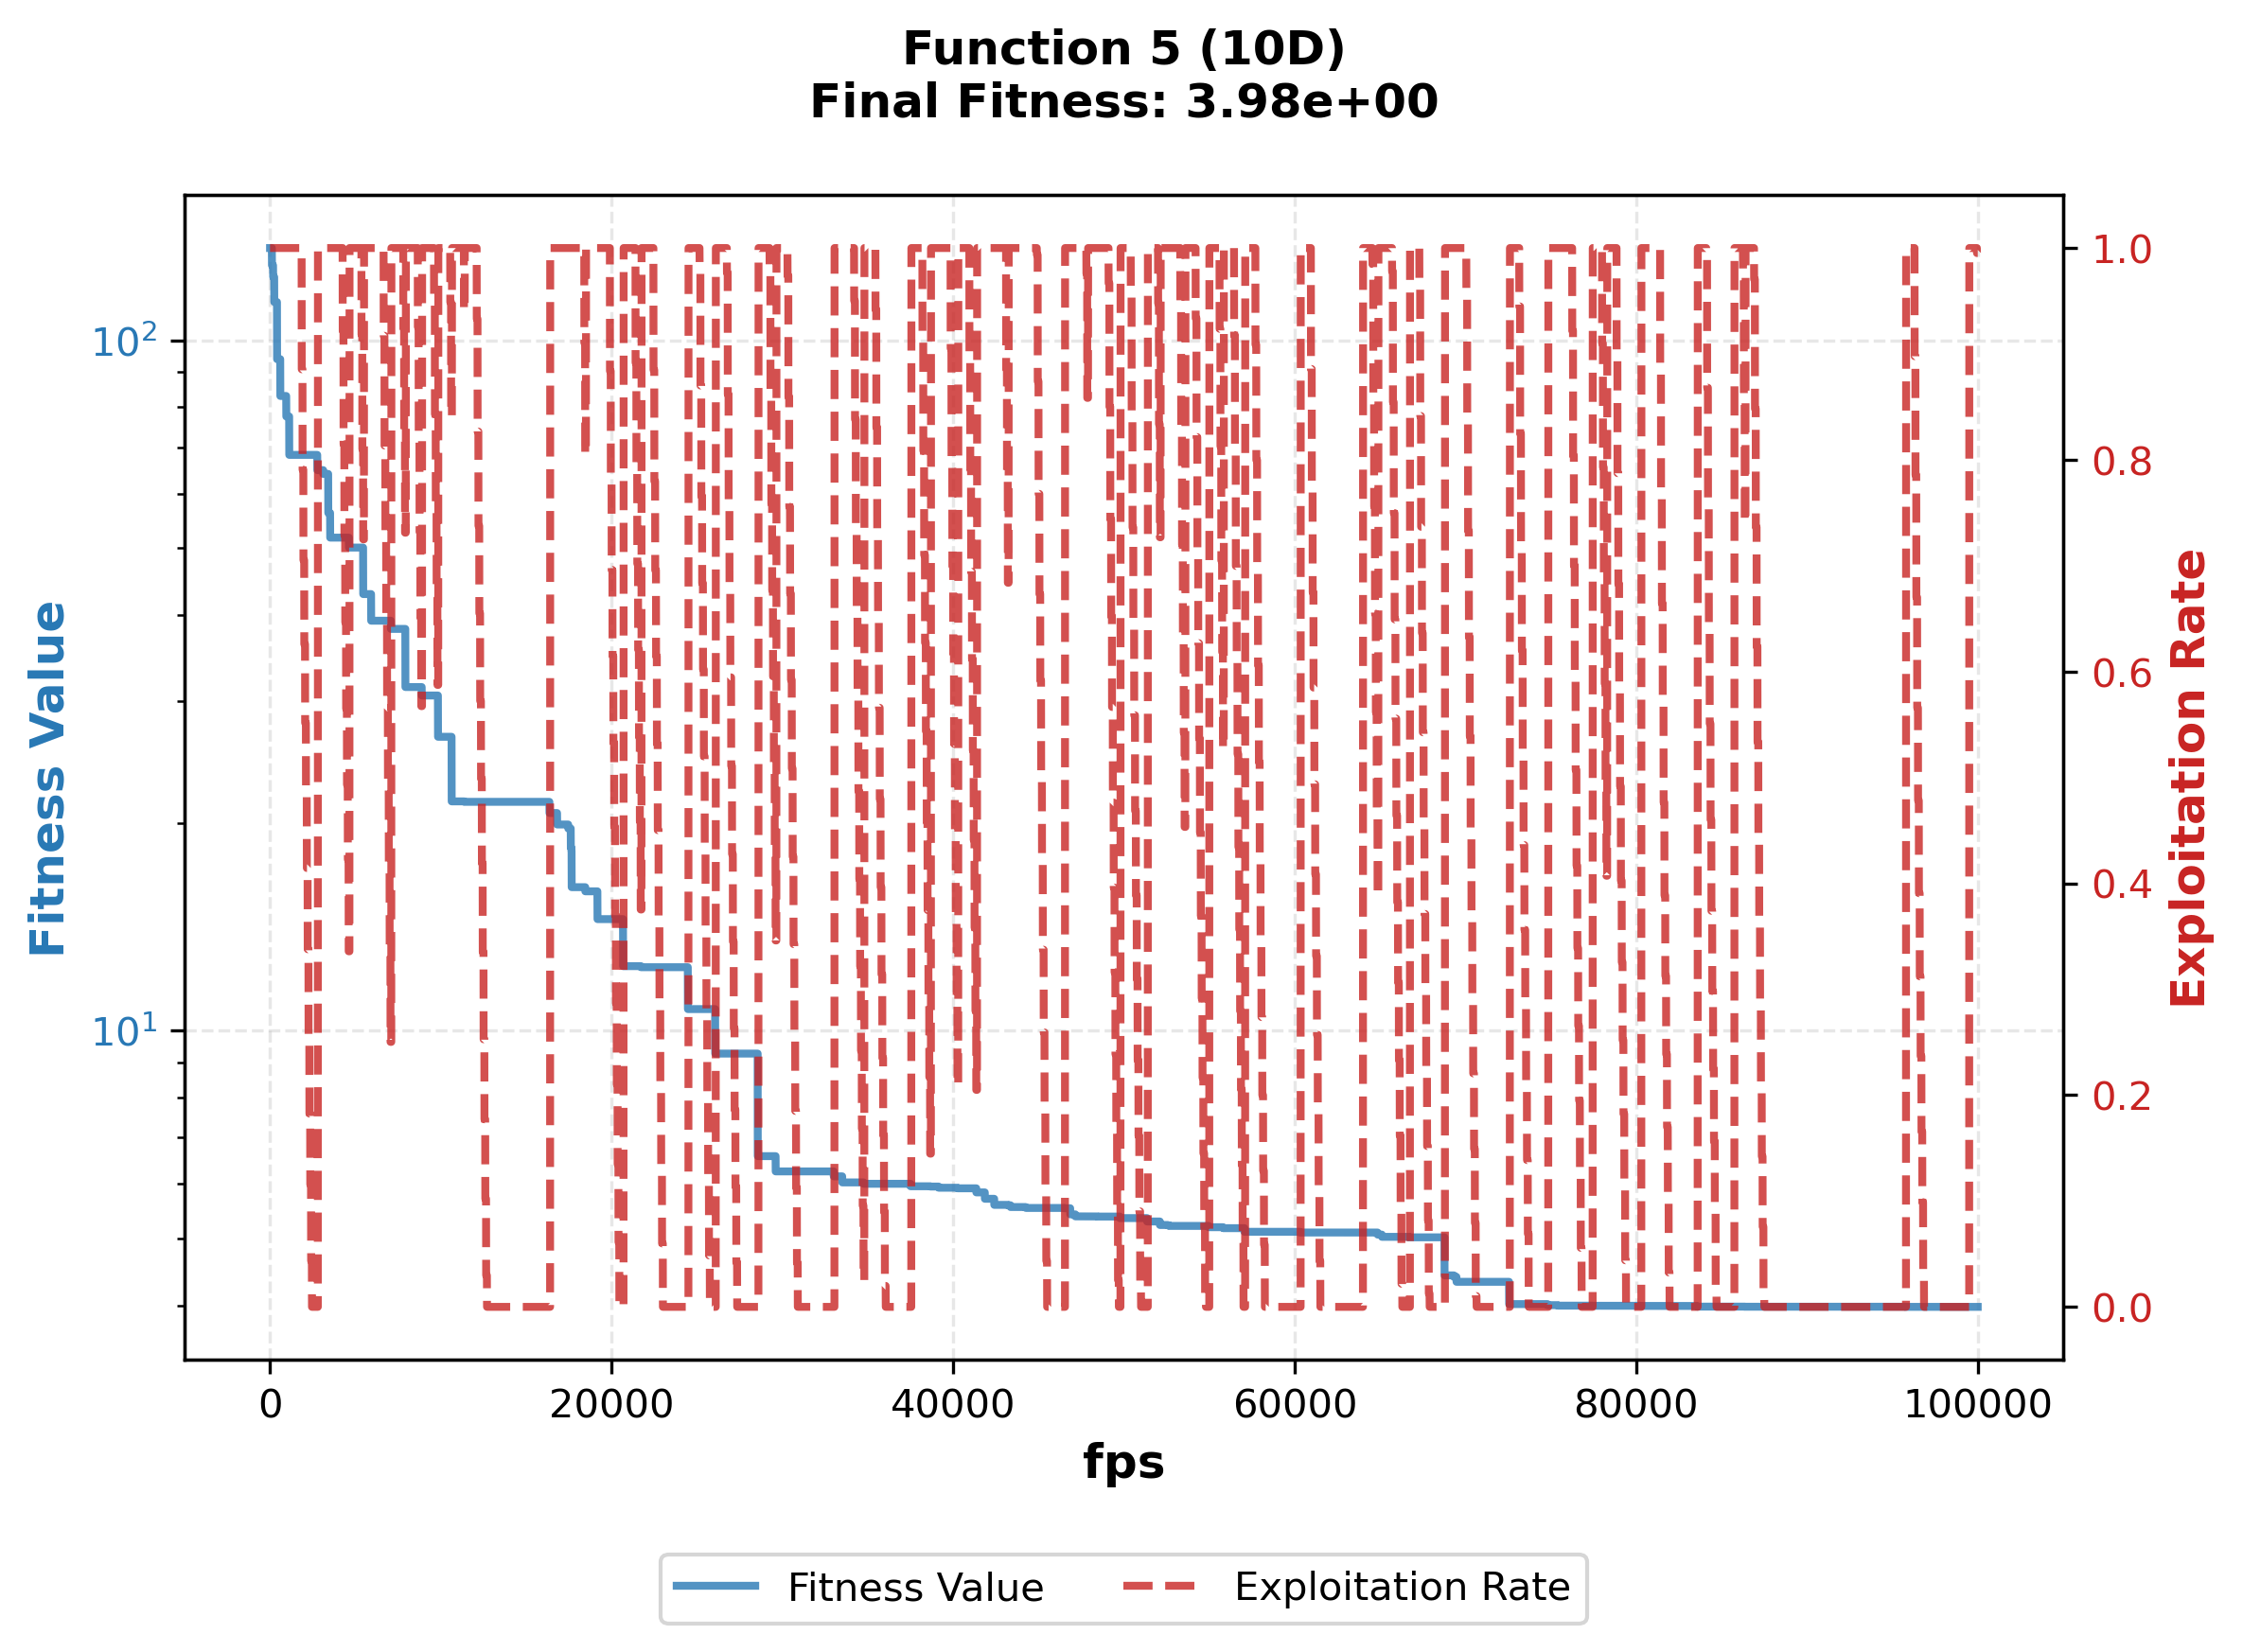 Function 5 (10D)
Final Fitness: 3.98e+00
Fitness Value
10²
10¹
Exploitation Rate
1.0
0.8
0.6
0.4
0.2
0.0
0 20000 40000 60000 80000 100000
fps
Fitness Value Exploitation Rate